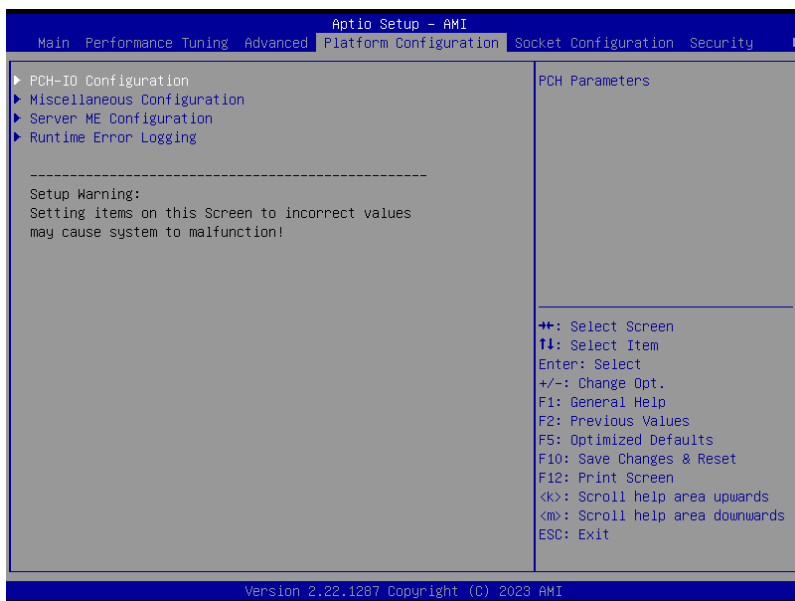 Aptio Setup - AMI
Main Performance Tuning Advanced Platform Configuration Socket Configuration Security
PCH-IO Configuration
Miscellaneous Configuration
Server ME Configuration
Runtime Error Logging
----------------------------------------------------
Setup Warning:
Setting items on this Screen to incorrect values
may cause system to malfunction!
PCH Parameters
→←: Select Screen
↑↓: Select Item
Enter: Select
+/-: Change Opt.
F1: General Help
F2: Previous Values
F5: Optimized Defaults
F10: Save Changes & Reset
F12: Print Screen
<k>: Scroll help area upwards
<m>: Scroll help area downwards
ESC: Exit
Version 2.22.1287 Copyright (C) 2023 AMI